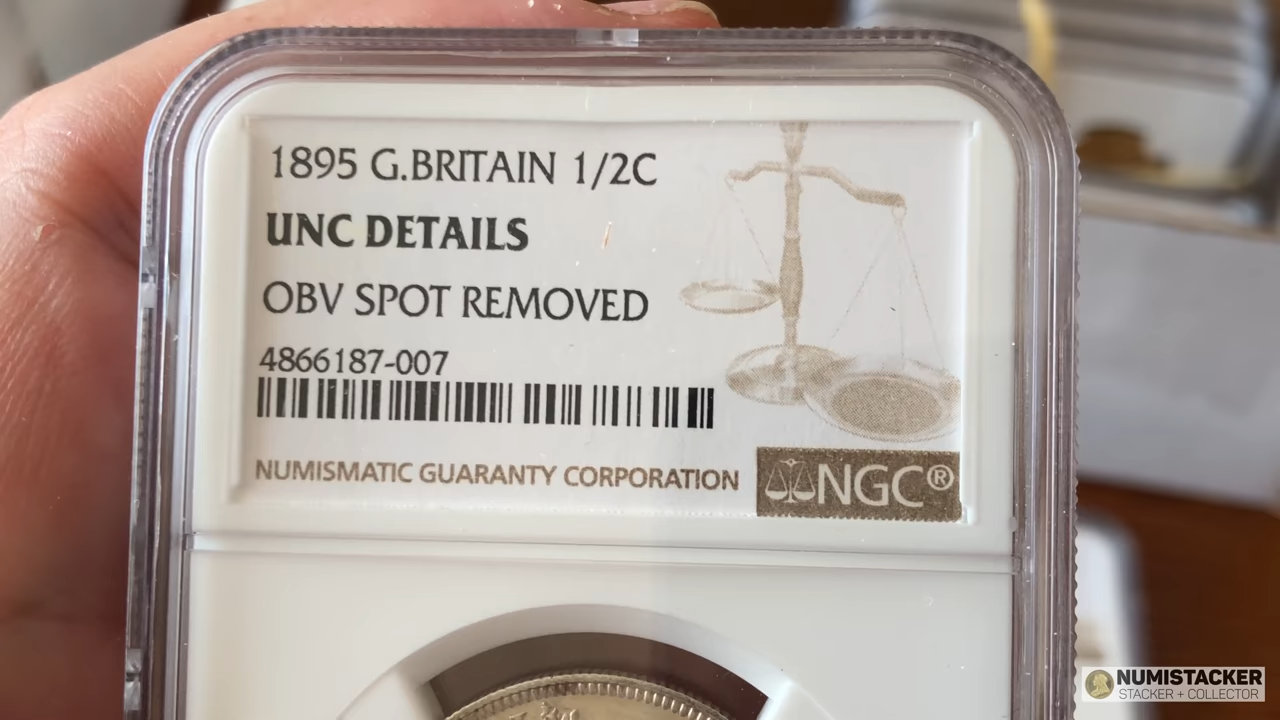 1895 G.BRITAIN 1/2C
UNC DETAILS
OBV SPOT REMOVED
4866187-007
NUMISMATIC GUARANTY CORPORATION
NGC®
NUMISTACKER
STACKER + COLLECTOR